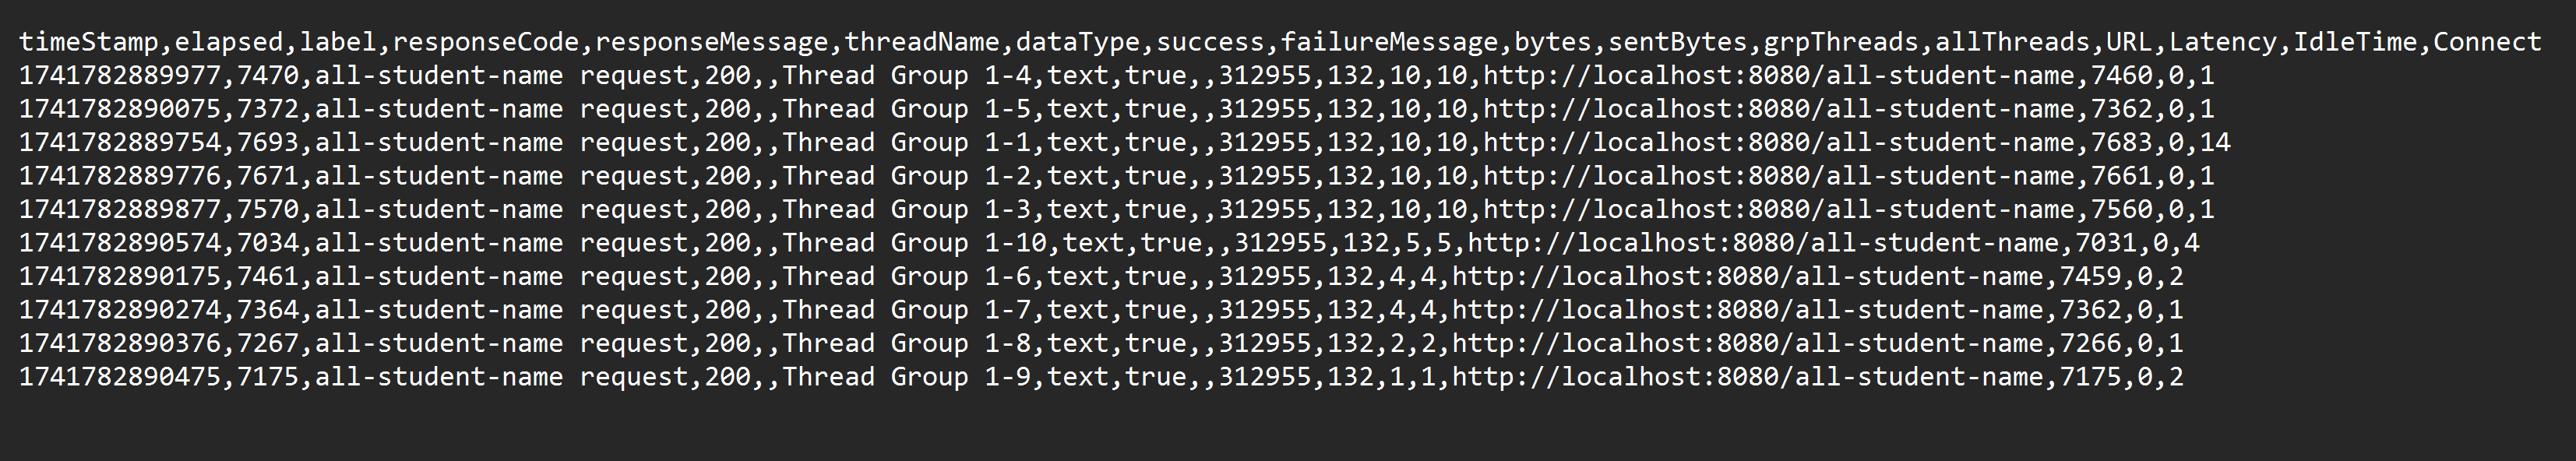 timeStamp,elapsed,label,responseCode,responseMessage,threadName,dataType,success,failureMessage,bytes,sentBytes,grpThreads,allThreads,URL,Latency,IdleTime,Connect
1741782889977,7470,all-student-name request,200,,Thread Group 1-4,text,true,,312955,132,10,10,http://localhost:8080/all-student-name,7460,0,1
1741782890075,7372,all-student-name request,200,,Thread Group 1-5,text,true,,312955,132,10,10,http://localhost:8080/all-student-name,7362,0,1
1741782889754,7693,all-student-name request,200,,Thread Group 1-1,text,true,,312955,132,10,10,http://localhost:8080/all-student-name,7683,0,14
1741782889776,7671,all-student-name request,200,,Thread Group 1-2,text,true,,312955,132,10,10,http://localhost:8080/all-student-name,7661,0,1
1741782889877,7570,all-student-name request,200,,Thread Group 1-3,text,true,,312955,132,10,10,http://localhost:8080/all-student-name,7560,0,1
1741782890574,7034,all-student-name request,200,,Thread Group 1-10,text,true,,312955,132,5,5,http://localhost:8080/all-student-name,7031,0,4
1741782890175,7461,all-student-name request,200,,Thread Group 1-6,text,true,,312955,132,4,4,http://localhost:8080/all-student-name,7459,0,2
1741782890274,7364,all-student-name request,200,,Thread Group 1-7,text,true,,312955,132,4,4,http://localhost:8080/all-student-name,7362,0,1
1741782890376,7267,all-student-name request,200,,Thread Group 1-8,text,true,,312955,132,2,2,http://localhost:8080/all-student-name,7266,0,1
1741782890475,7175,all-student-name request,200,,Thread Group 1-9,text,true,,312955,132,1,1,http://localhost:8080/all-student-name,7175,0,2